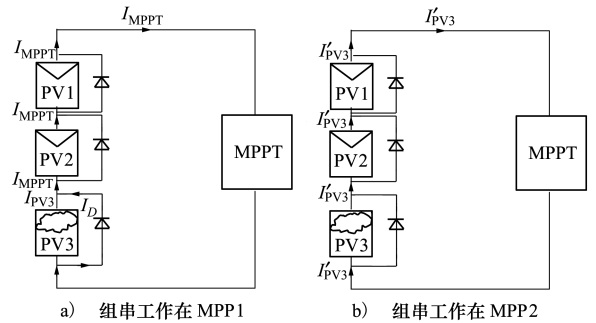 I_MPPT
I_MPPT
PV1
I_MPPT
PV2
I_MPPT
I_PV3
I_D
PV3
MPPT
a) 组串工作在 MPP1
I′_PV3
I′_PV3
PV1
I′_PV3
PV2
I′_PV3
PV3
I′_PV3
MPPT
b) 组串工作在 MPP2